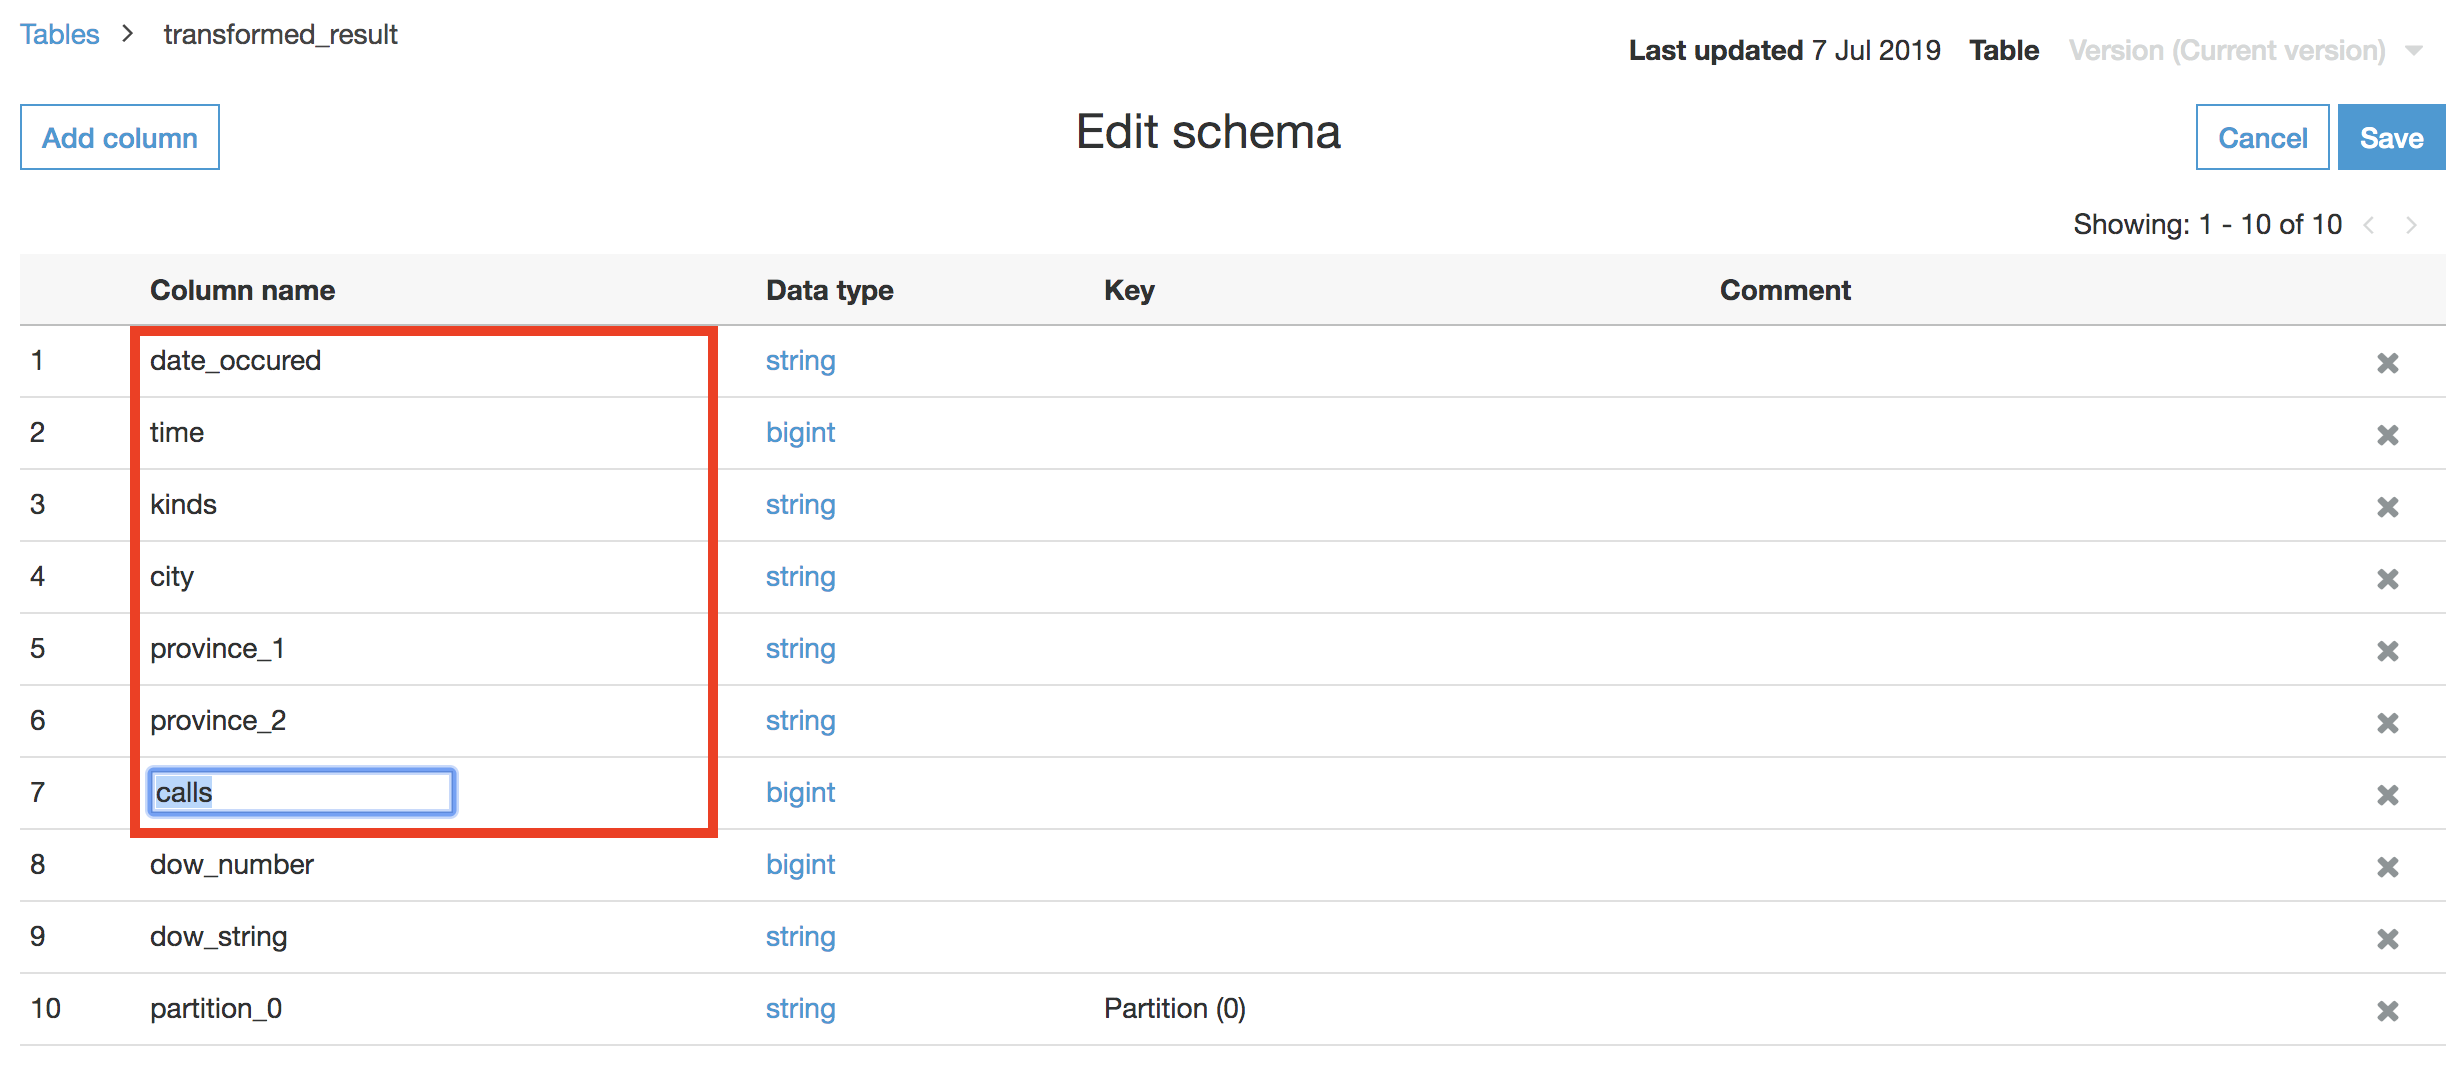 Tables > transformed_result
Last updated 7 Jul 2019 Table Version (Current version)
Add column
Edit schema
Cancel
Save
Showing: 1 - 10 of 10 < >
Column name Data type Key Comment
1 date_occured string
2 time bigint
3 kinds string
4 city string
5 province_1 string
6 province_2 string
7 calls bigint
8 dow_number bigint
9 dow_string string
10 partition_0 string Partition (0)